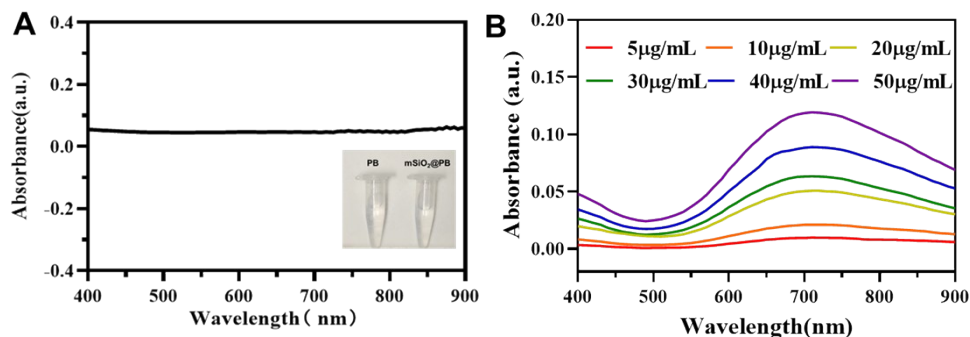 A
Absorbance(a.u.)
0.4
0.2
0.0
-0.2
-0.4
PB mSiO₂@PB
400 500 600 700 800 900
Wavelength( nm)
B
Absorbance (a.u.)
0.20
0.15
0.10
0.05
0.00
5μg/mL 10μg/mL 20μg/mL
30μg/mL 40μg/mL 50μg/mL
400 500 600 700 800 900
Wavelength(nm)